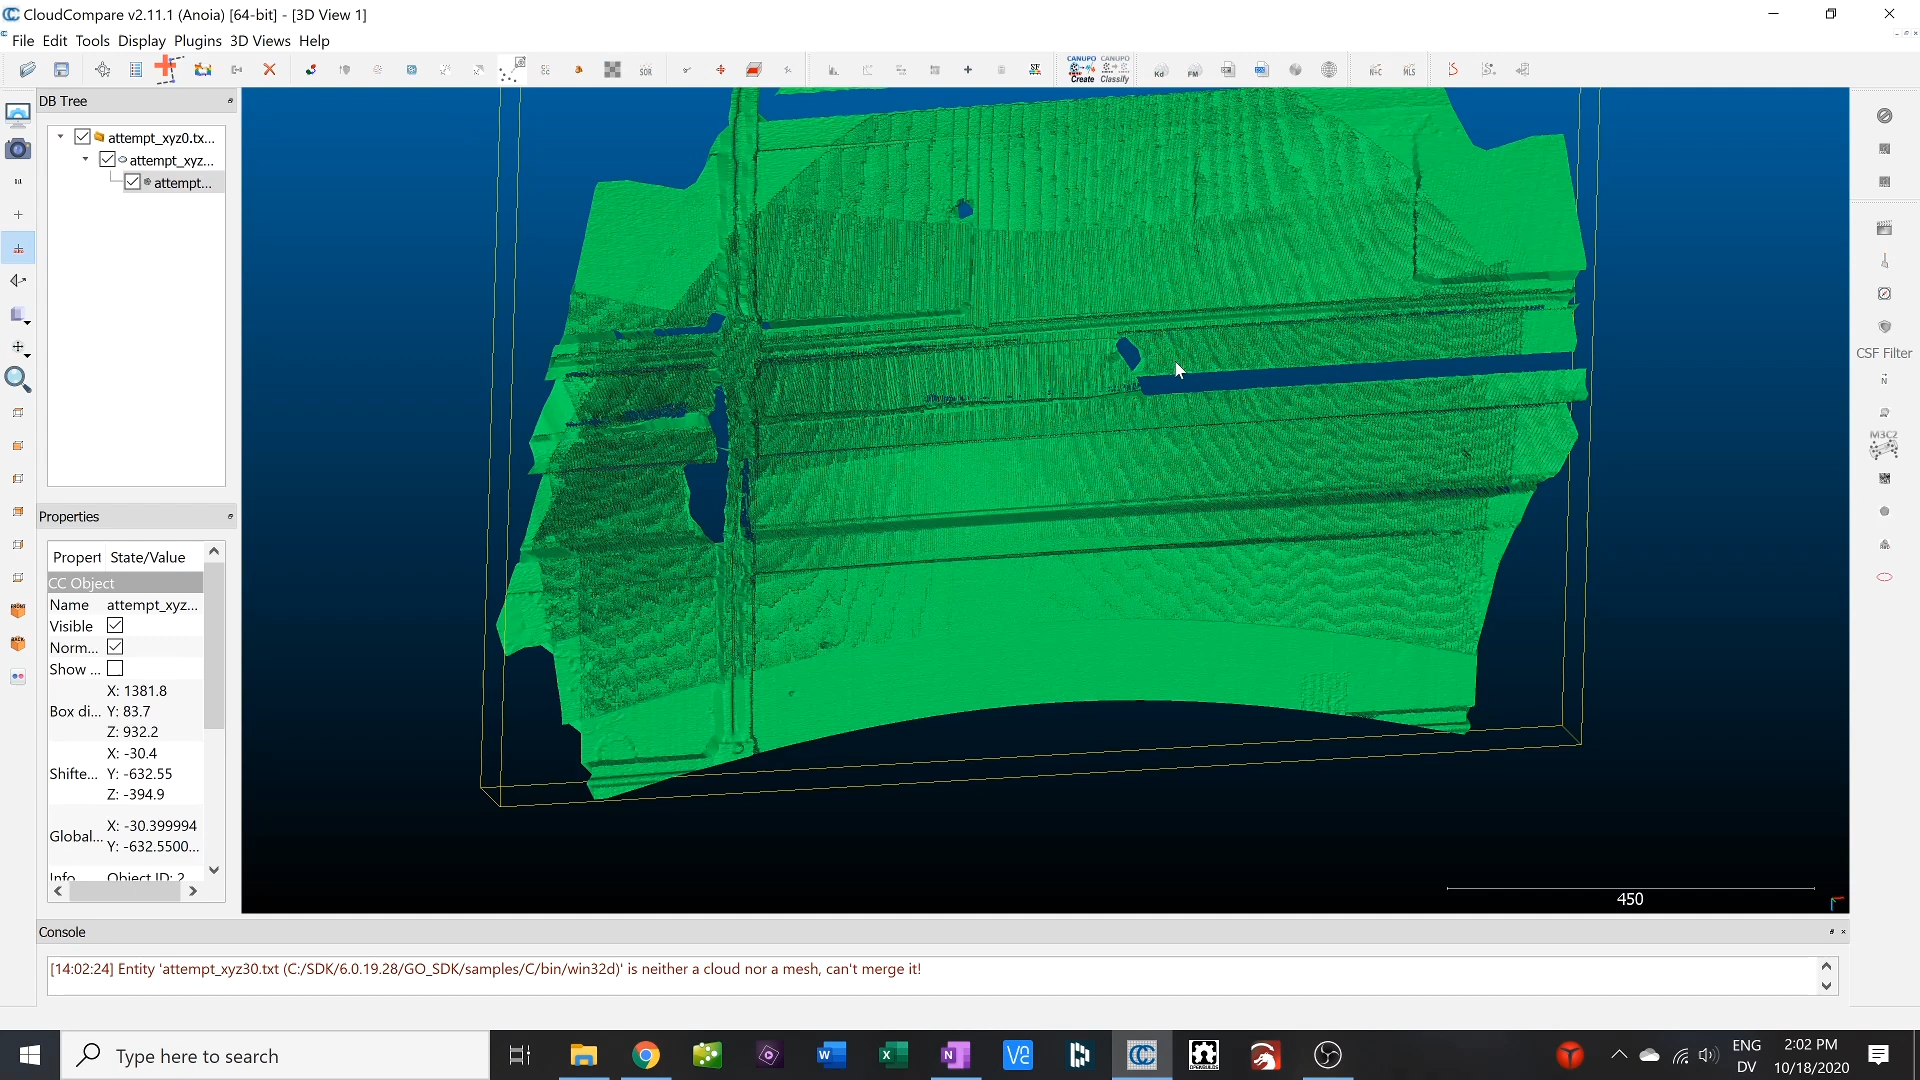 CloudCompare v2.11.1 (Anoia) [64-bit] - [3D View 1]
File Edit Tools Display Plugins 3D Views Help
SOR
SF
CANUPO Create
CANUPO Classify
Kd
FM
N+C
MLS
DB Tree
attempt_xyz0.tx...
attempt_xyz...
attempt...
Properties
Propert State/Value
CC Object
Name attempt_xyz...
Visible
Norm...
Show ...
Box di... X: 1381.8
Y: 83.7
Z: 932.2
Shifte... X: -30.4
Y: -632.55
Z: -394.9
Global... X: -30.399994
Y: -632.5500...
Info Object ID: 2
FRONT
BACK
CSF Filter
N
M3C2
450
Console
[14:02:24] Entity 'attempt_xyz30.txt (C:/SDK/6.0.19.28/GO_SDK/samples/C/bin/win32d)' is neither a cloud nor a mesh, can't merge it!
Type here to search
ENG
DV
2:02 PM
10/18/2020